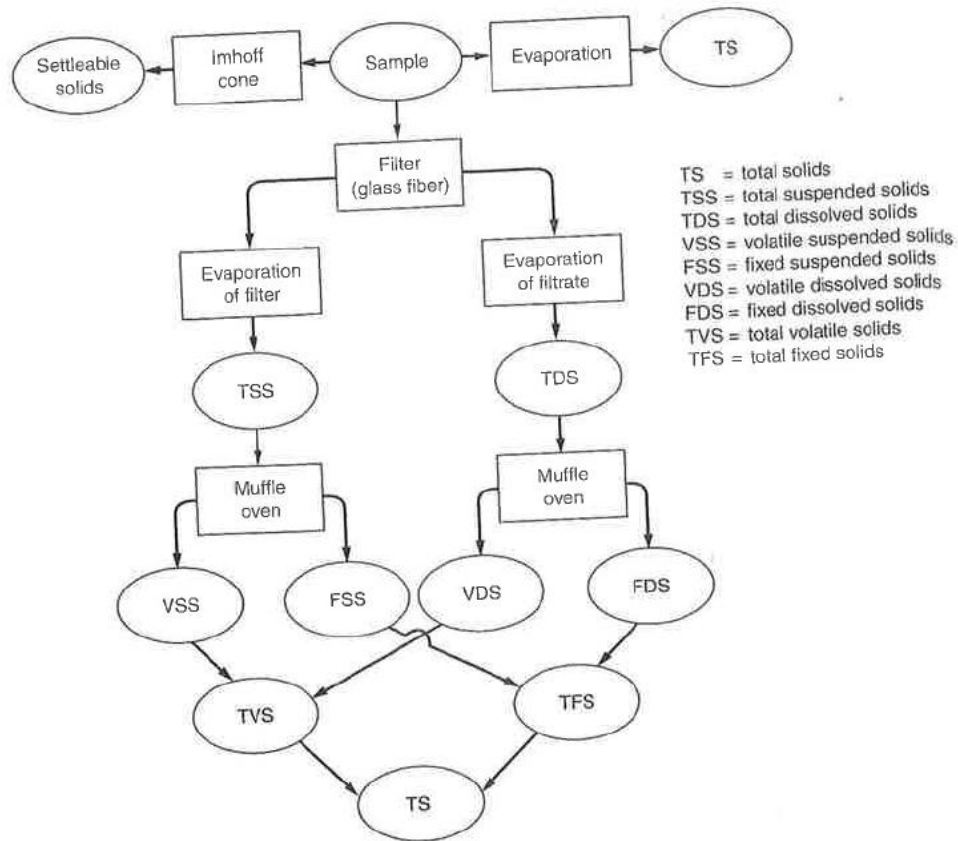 Settleable
solids
Imhoff
cone
Sample
Evaporation
TS
Filter
(glass fiber)
TS = total solids
TSS = total suspended solids
TDS = total dissolved solids
VSS = volatile suspended solids
FSS = fixed suspended solids
VDS = volatile dissolved solids
FDS = fixed dissolved solids
TVS = total volatile solids
TFS = total fixed solids
Evaporation
of filter
Evaporation
of filtrate
TSS
TDS
Muffle
oven
Muffle
oven
VSS
FSS
VDS
FDS
TVS
TFS
TS